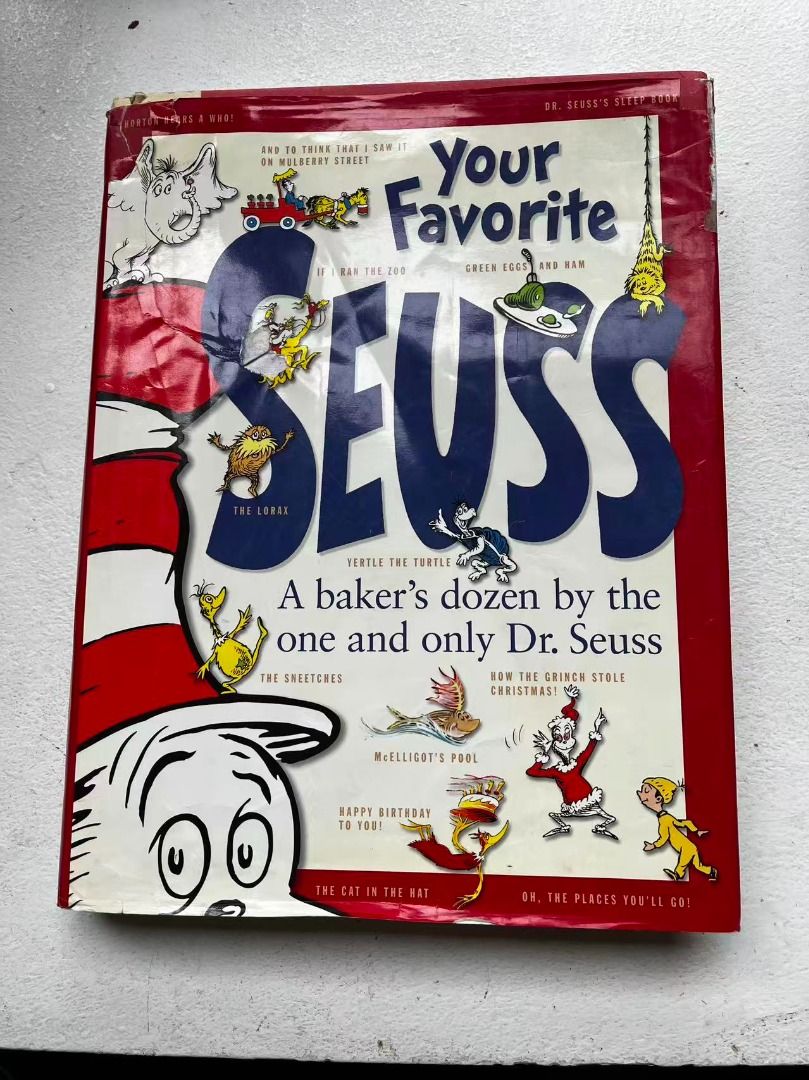 HORTON HEARS A WHO!
DR. SEUSS'S SLEEP BOOK
AND TO THINK THAT I SAW IT
ON MULBERRY STREET
Your
Favorite
IF I RAN THE ZOO
GREEN EGGS AND HAM
SEUSS
THE LORAX
YERTLE THE TURTLE
A baker's dozen by the
one and only Dr. Seuss
THE SNEETCHES
HOW THE GRINCH STOLE
CHRISTMAS!
McELLIGOT'S POOL
HAPPY BIRTHDAY
TO YOU!
THE CAT IN THE HAT
OH, THE PLACES YOU'LL GO!